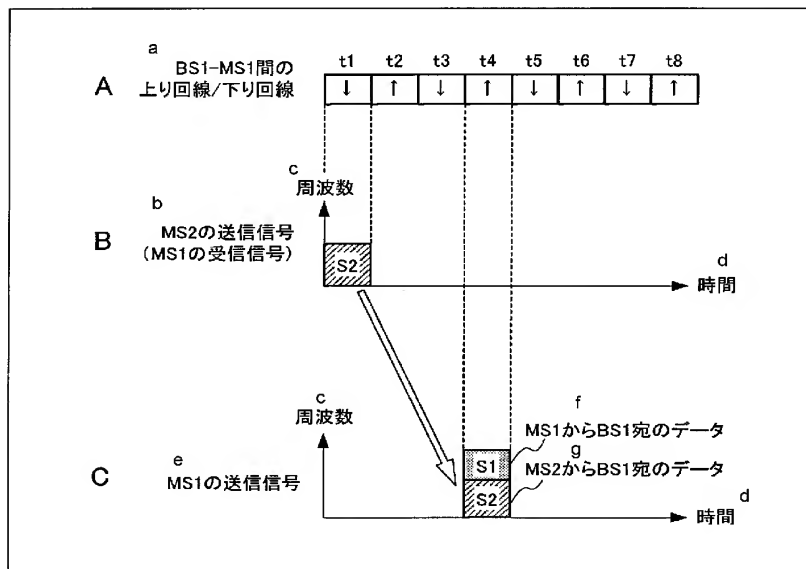 a
BS1-MS1間の
A 上り回線/下り回線
t1 t2 t3 t4 t5 t6 t7 t8
↓ ↑ ↓ ↑ ↓ ↑ ↓ ↑
c
周波数
b
B MS2の送信信号
(MS1の受信信号)
S2
d
時間
c
周波数
f
MS1からBS1宛のデータ
S1
e
C MS1の送信信号
g
MS2からBS1宛のデータ
S2
d
時間